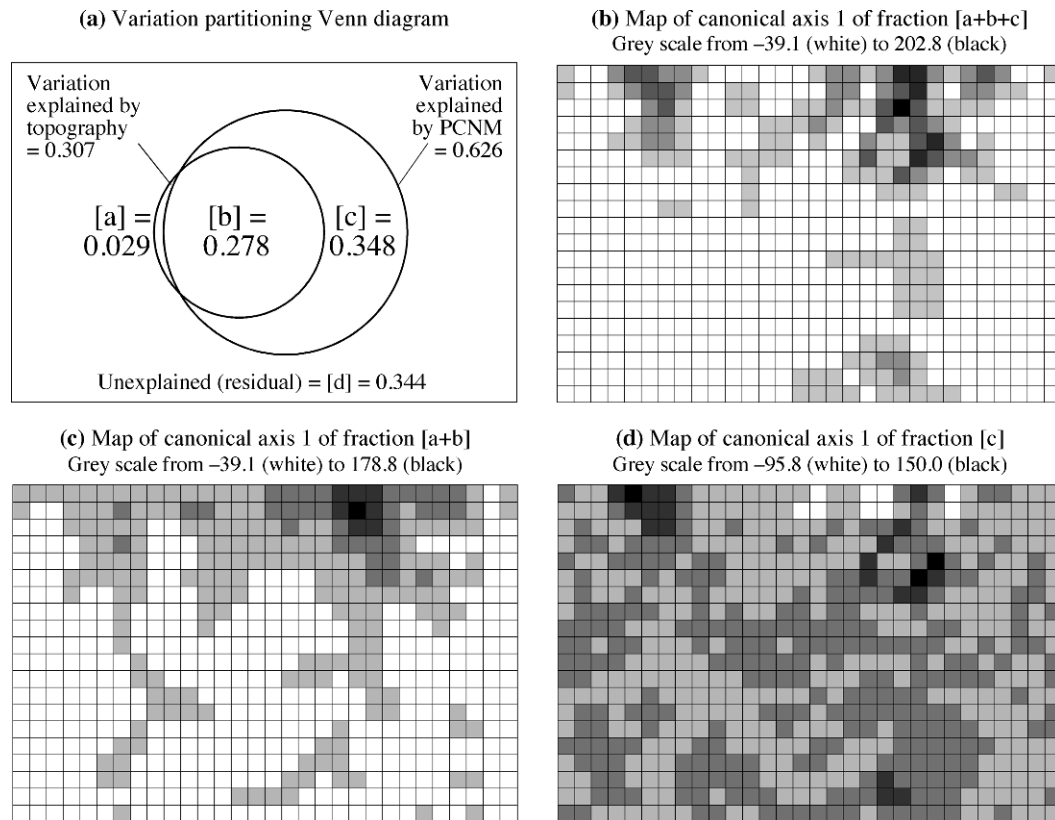 (a) Variation partitioning Venn diagram
Variation
explained by
topography
= 0.307
Variation
explained
by PCNM
= 0.626
[a] =
0.029
[b] =
0.278
[c] =
0.348
Unexplained (residual) = [d] = 0.344
(b) Map of canonical axis 1 of fraction [a+b+c]
Grey scale from –39.1 (white) to 202.8 (black)
(c) Map of canonical axis 1 of fraction [a+b]
Grey scale from –39.1 (white) to 178.8 (black)
(d) Map of canonical axis 1 of fraction [c]
Grey scale from –95.8 (white) to 150.0 (black)